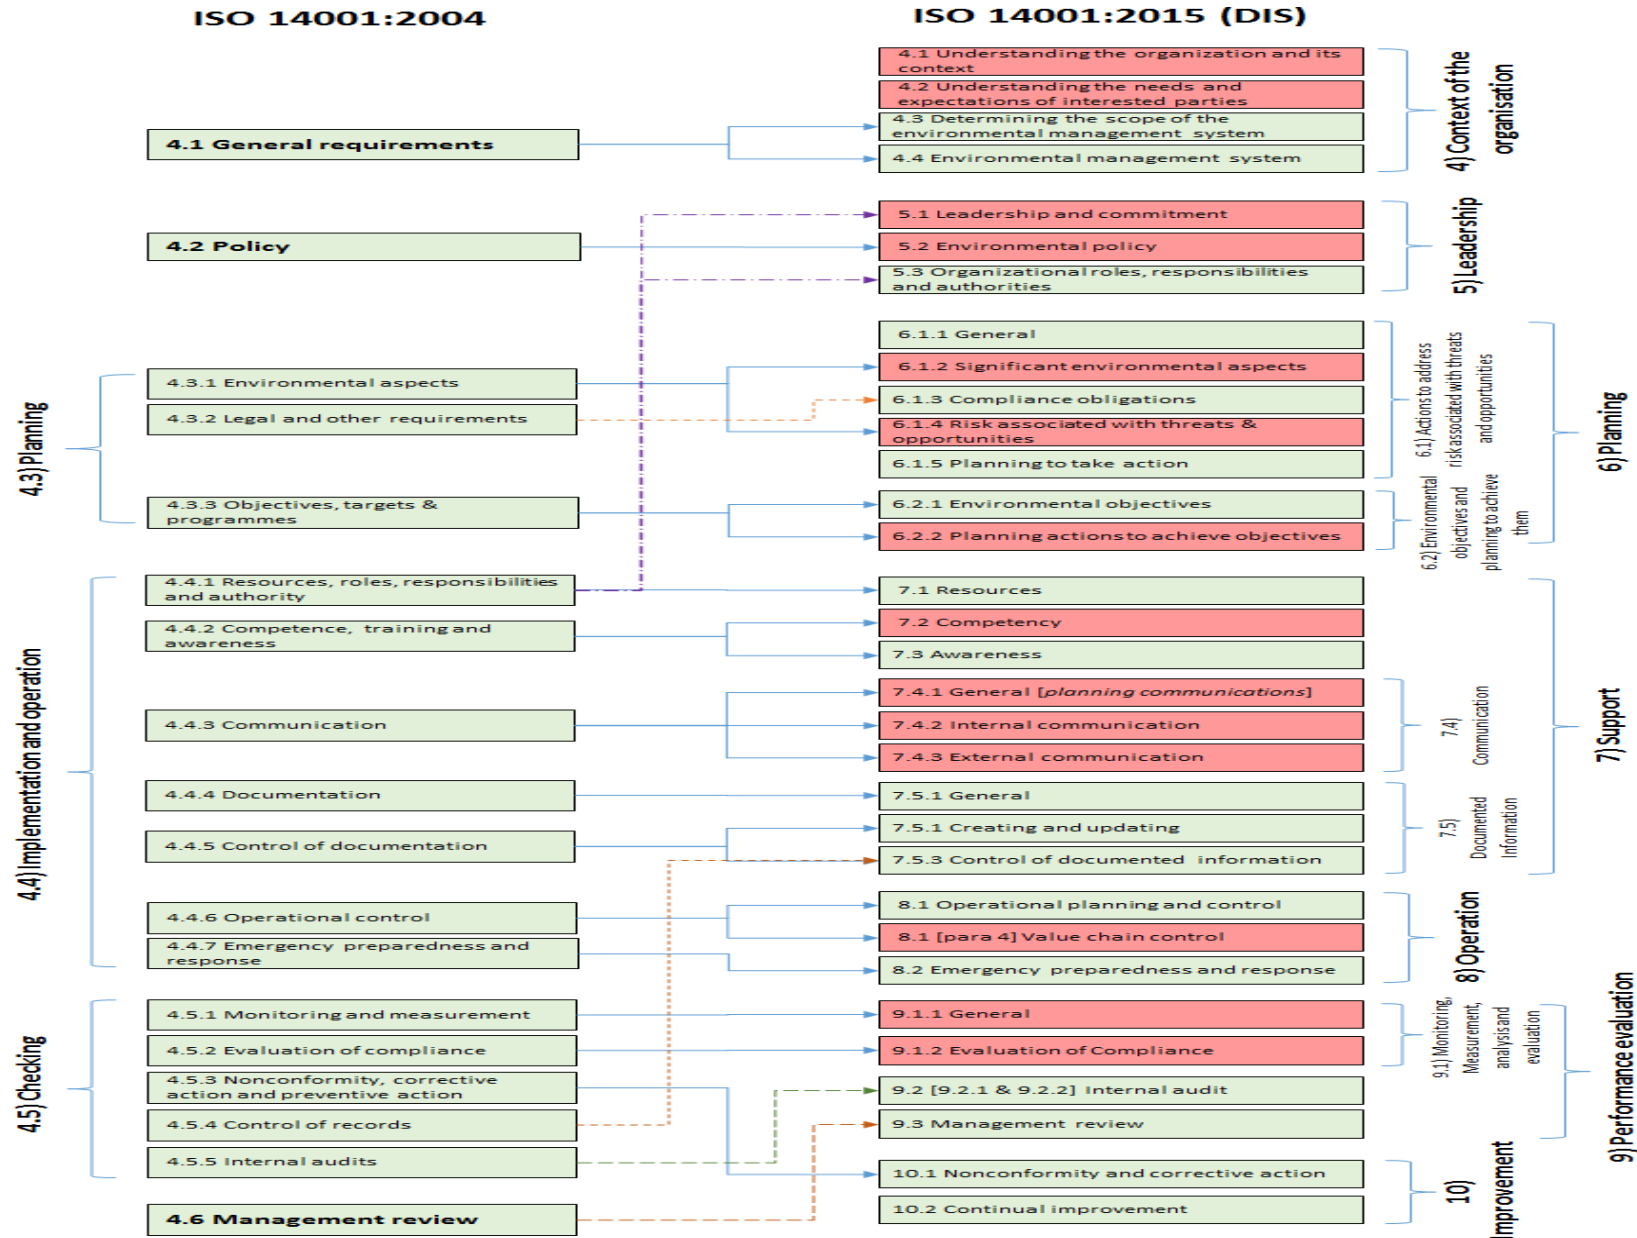 ISO 14001:2004
ISO 14001:2015 (DIS)
4.1 General requirements
4.2 Policy
4.3) Planning
4.3.1 Environmental aspects
4.3.2 Legal and other requirements
4.3.3 Objectives, targets &
programmes
4.4) Implementation and operation
4.4.1 Resources, roles, responsibilities
and authority
4.4.2 Competence, training and
awareness
4.4.3 Communication
4.4.4 Documentation
4.4.5 Control of documentation
4.4.6 Operational control
4.4.7 Emergency preparedness and
response
4.5) Checking
4.5.1 Monitoring and measurement
4.5.2 Evaluation of compliance
4.5.3 Nonconformity, corrective
action and preventive action
4.5.4 Control of records
4.5.5 Internal audits
4.6 Management review
4.1 Understanding the organization and its
context
4.2 Understanding the needs and
expectations of interested parties
4.3 Determining the scope of the
environmental management system
4.4 Environmental management system
4) Context of the
organisation
5.1 Leadership and commitment
5.2 Environmental policy
5.3 Organizational roles, responsibilities
and authorities
5) Leadership
6.1.1 General
6.1.2 Significant environmental aspects
6.1.3 Compliance obligations
6.1.4 Risk associated with threats &
opportunities
6.1.5 Planning to take action
6.1) Actions to address
risk associated with threats
and opportunities
6.2.1 Environmental objectives
6.2.2 Planning actions to achieve objectives
6.2) Environmental
objectives and
planning to achieve
them
6) Planning
7.1 Resources
7.2 Competency
7.3 Awareness
7.4.1 General [planning communications]
7.4.2 Internal communication
7.4.3 External communication
7.4)
Communication
7.5.1 General
7.5.1 Creating and updating
7.5.3 Control of documented information
7.5)
Documented
Information
7) Support
8.1 Operational planning and control
8.1 [para 4] Value chain control
8.2 Emergency preparedness and response
8) Operation
9.1.1 General
9.1.2 Evaluation of Compliance
9.1) Monitoring,
Measurement,
analysis and
evaluation
9.2 [9.2.1 & 9.2.2] Internal audit
9.3 Management review
9) Performance evaluation
10.1 Nonconformity and corrective action
10.2 Continual improvement
10)
Improvement